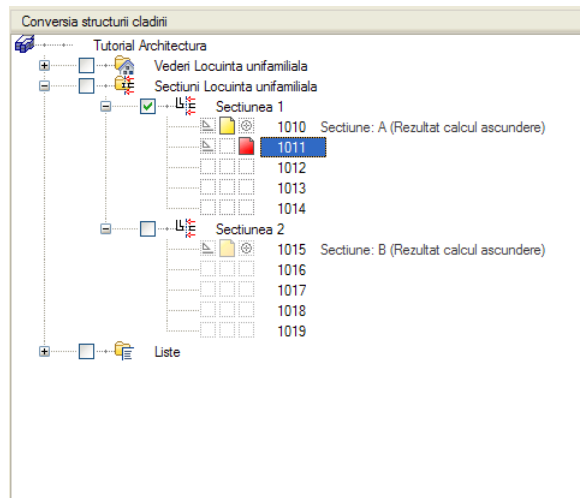 Conversia structurii cladirii
Tutorial Architectura
Vederi Locuinta unifamiliala
Sectiuni Locuinta unifamiliala
Sectiunea 1
1010 Sectiune: A (Rezultat calcul ascundere)
1011
1012
1013
1014
Sectiunea 2
1015 Sectiune: B (Rezultat calcul ascundere)
1016
1017
1018
1019
Liste